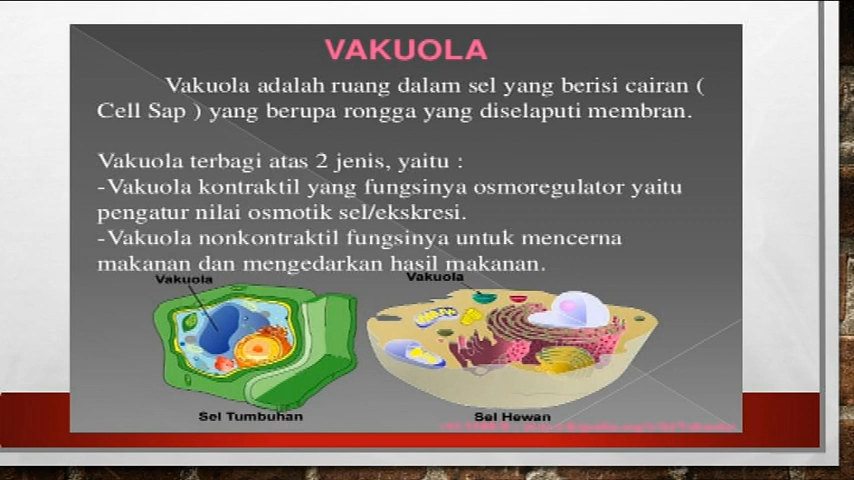 VAKUOLA
Vakuola adalah ruang dalam sel yang berisi cairan (
Cell Sap ) yang berupa rongga yang diselaputi membran.
Vakuola terbagi atas 2 jenis, yaitu :
-Vakuola kontraktil yang fungsinya osmoregulator yaitu
pengatur nilai osmotik sel/ekskresi.
-Vakuola nonkontraktil fungsinya untuk mencerna
makanan dan mengedarkan hasil makanan.
Vakuola
Vakuola
Sel Tumbuhan
Sel Hewan